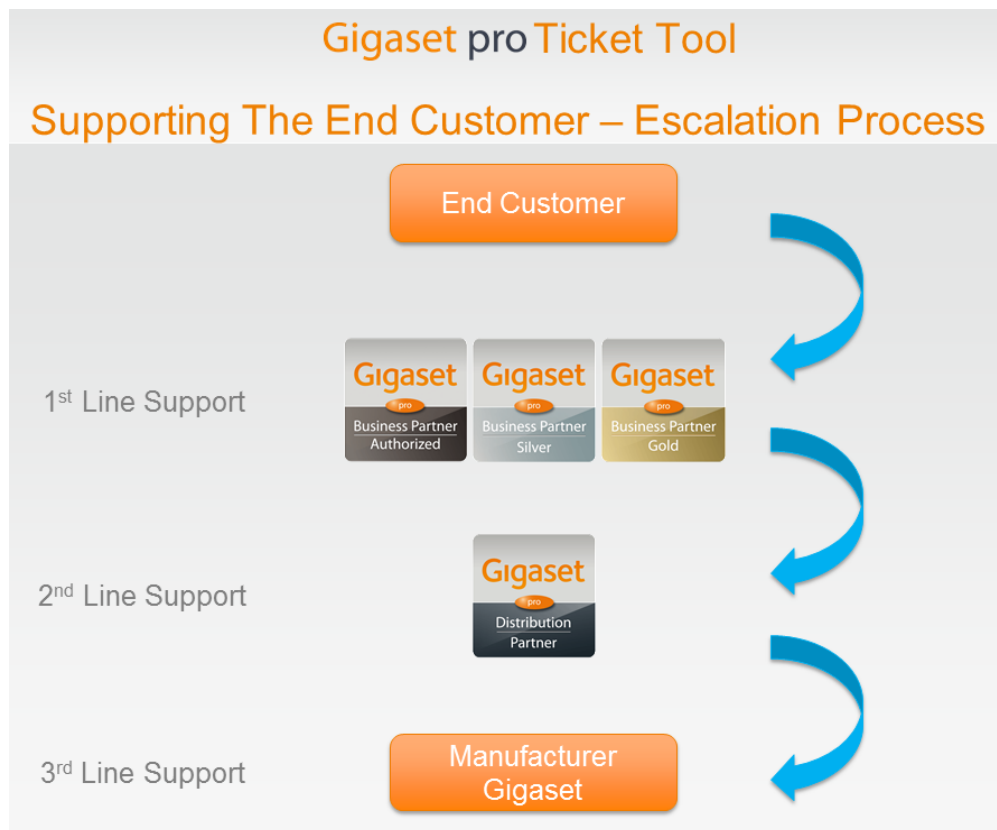 Gigaset pro Ticket Tool
Supporting The End Customer – Escalation Process
End Customer
1st Line Support
Gigaset
pro
Business Partner
Authorized
Gigaset
pro
Business Partner
Silver
Gigaset
pro
Business Partner
Gold
2nd Line Support
Gigaset
pro
Distribution
Partner
3rd Line Support
Manufacturer
Gigaset